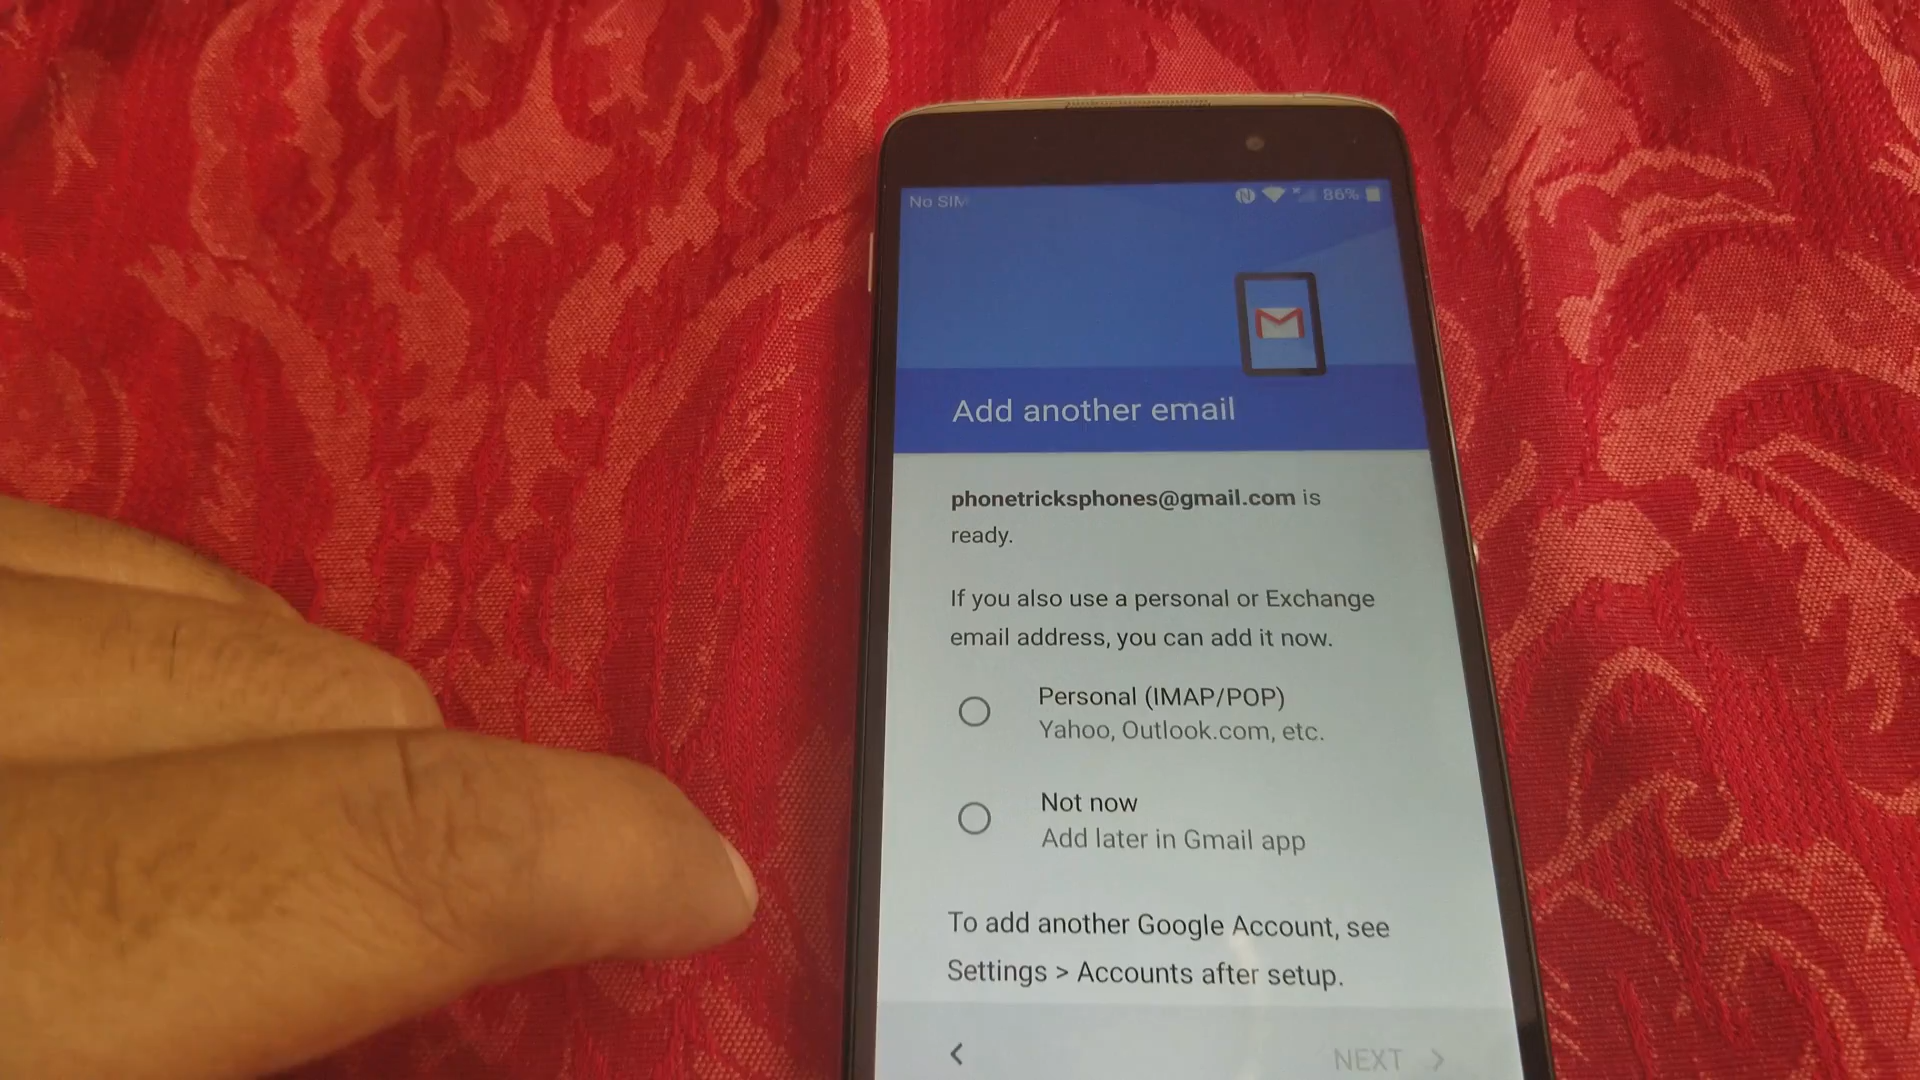 No SIM
86%
Add another email
phonetricksphones@gmail.com is
ready.
If you also use a personal or Exchange
email address, you can add it now.
Personal (IMAP/POP)
Yahoo, Outlook.com, etc.
Not now
Add later in Gmail app
To add another Google Account, see
Settings > Accounts after setup.
< NEXT >